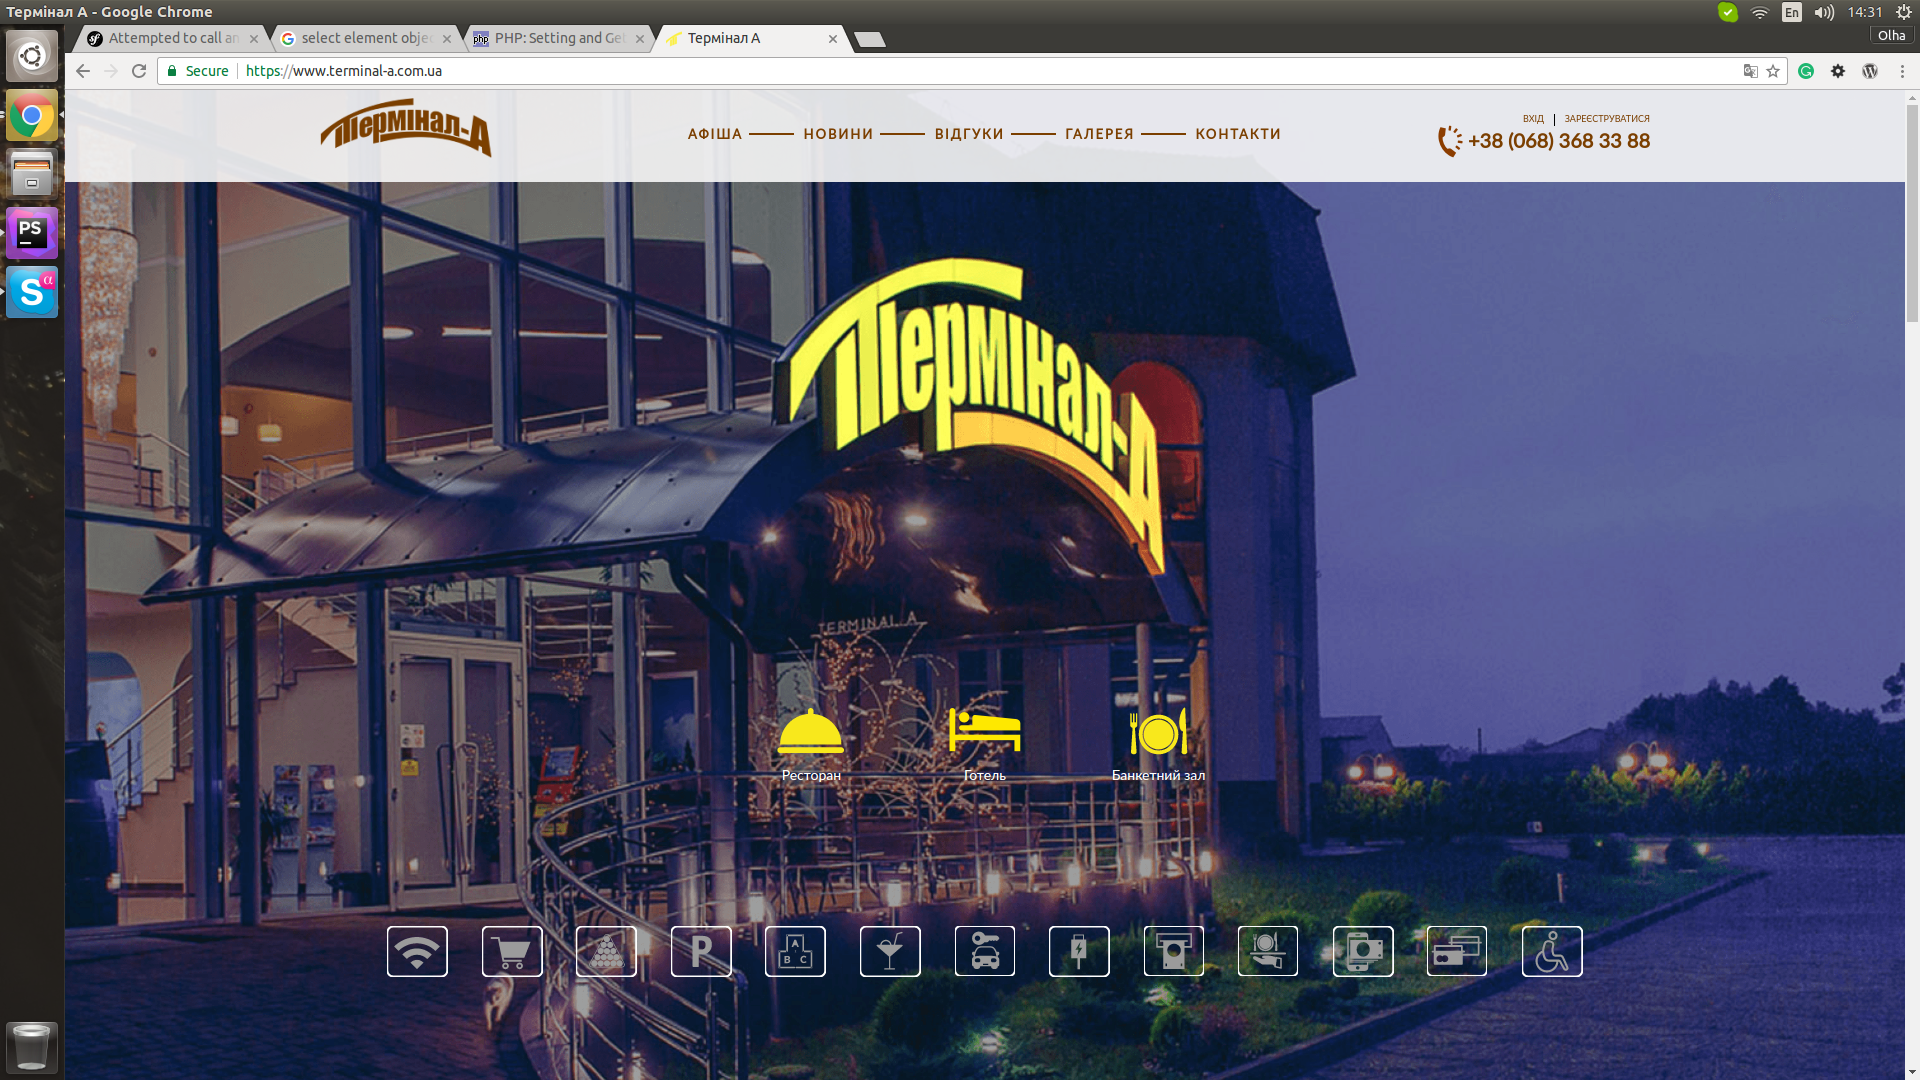 Термінал А - Google Chrome
En
14:31
Attempted to call an
select element obje
PHP: Setting and Get
Термінал А
Olha
Secure
https://www.terminal-a.com.ua
Термінал-А
АФІША
НОВИНИ
ВІДГУКИ
ГАЛЕРЕЯ
КОНТАКТИ
ВХІД
ЗАРЕЄСТРУВАТИСЯ
+38 (068) 368 33 88
PS
S
α
Термінал-А
TERMINAL A
Ресторан
Готель
Банкетний зал
P
A
B C